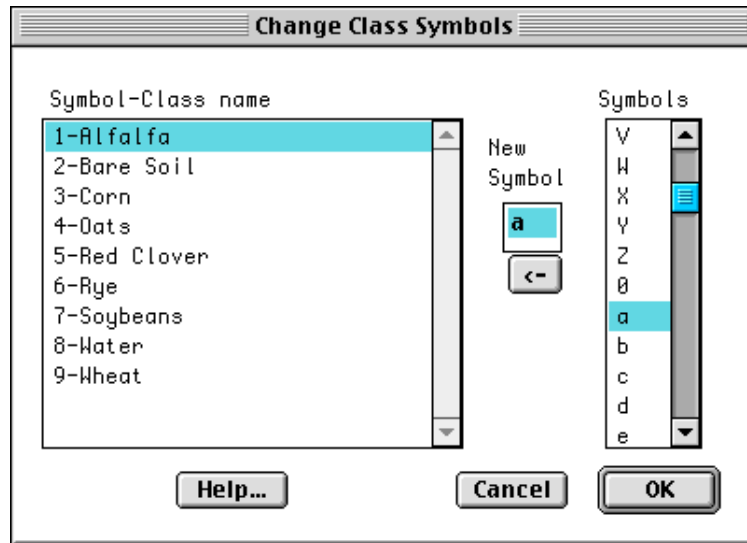 Change Class Symbols
Symbol-Class name
1-Alfalfa
2-Bare Soil
3-Corn
4-Oats
5-Red Clover
6-Rye
7-Soybeans
8-Water
9-Wheat
New
Symbol
a
<-
Symbols
V
W
X
Y
Z
0
a
b
c
d
e
Help...
Cancel
OK